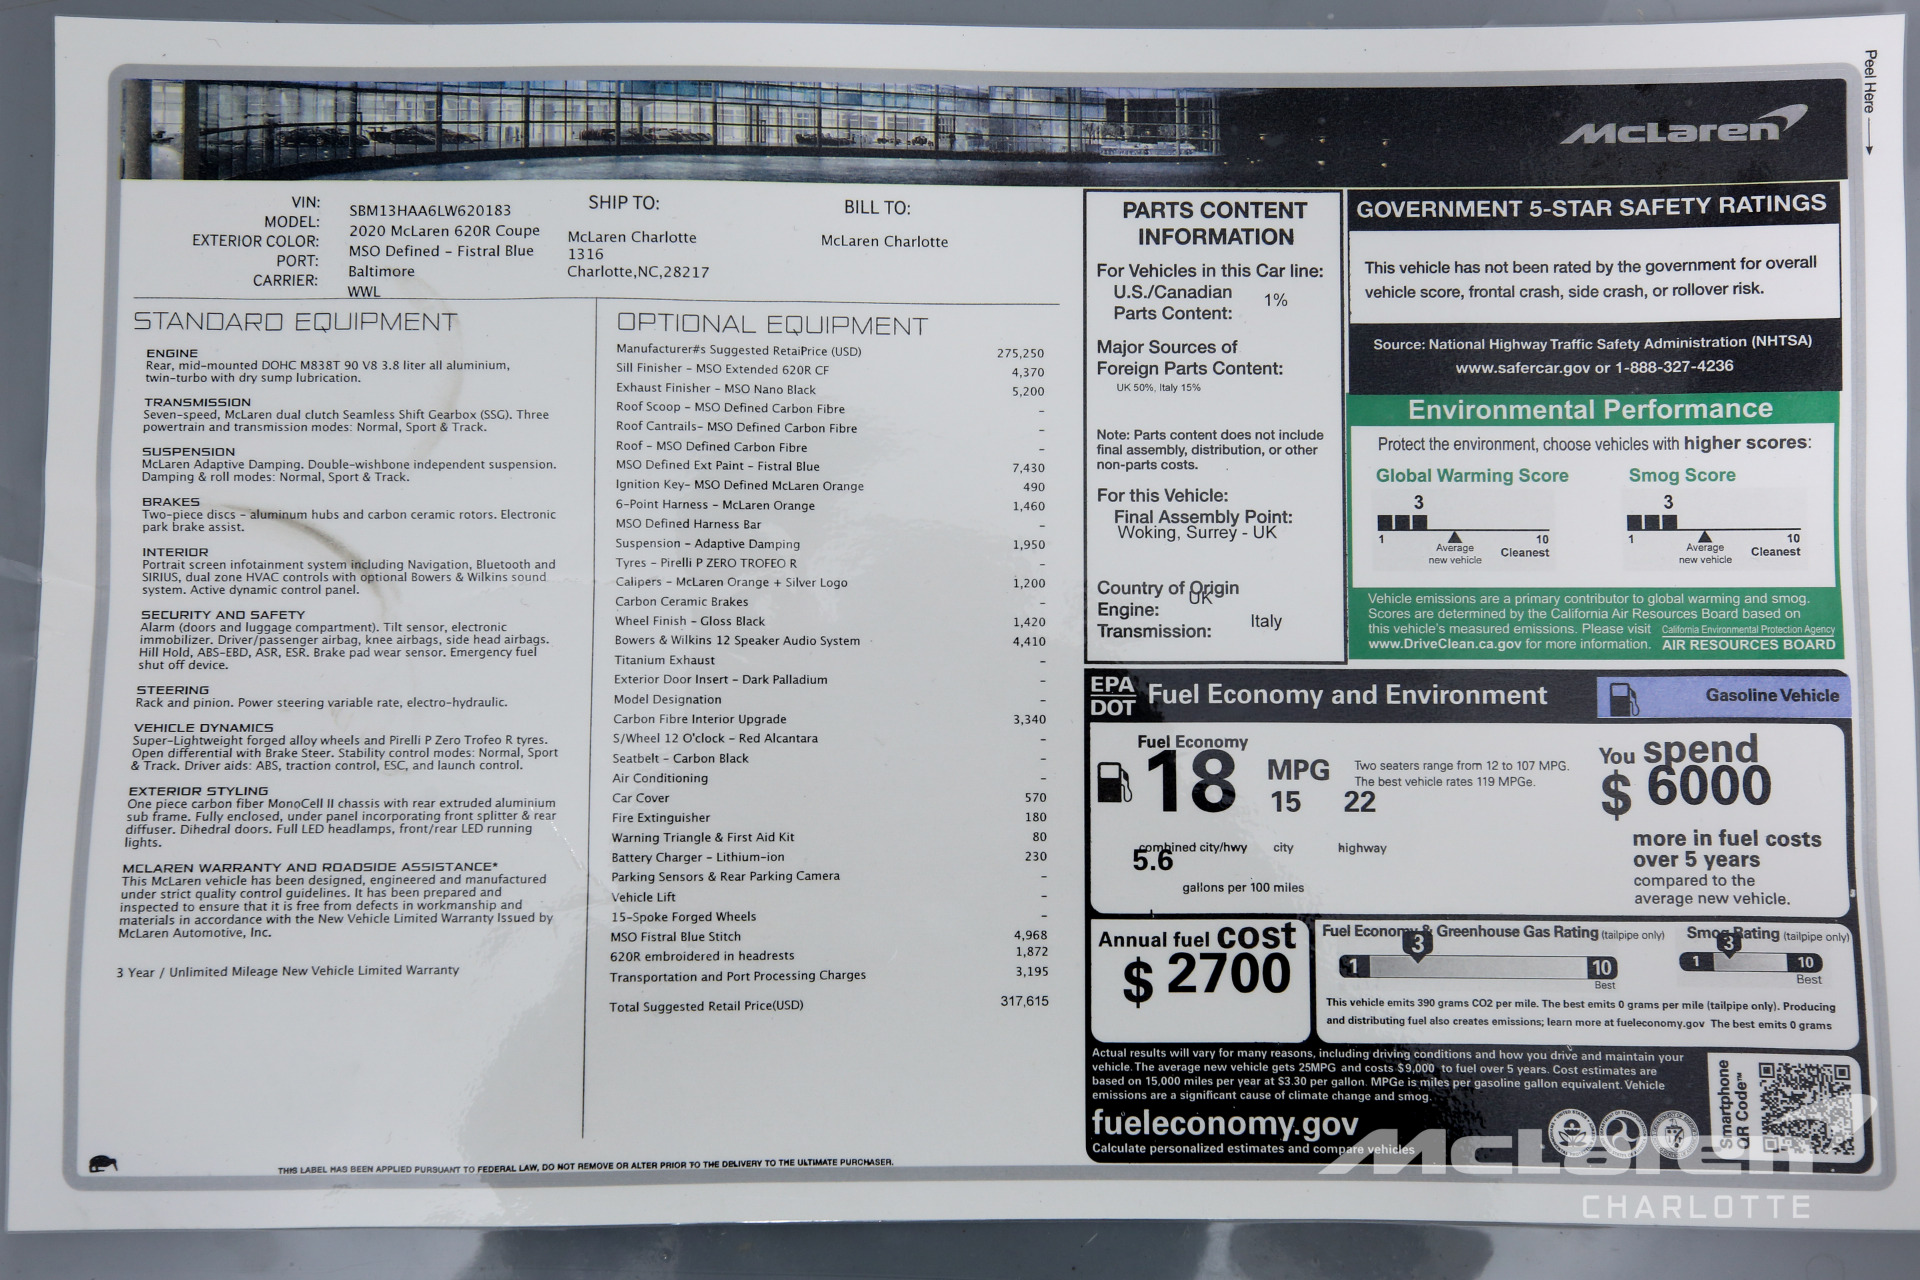 Peel Here
McLaren
VIN: SBM13HAA6LW620183
MODEL: 2020 McLaren 620R Coupe
EXTERIOR COLOR: MSO Defined - Fistral Blue
PORT: Baltimore
CARRIER: WWL
SHIP TO:
McLaren Charlotte
1316
Charlotte,NC,28217
BILL TO:
McLaren Charlotte
STANDARD EQUIPMENT
ENGINE
Rear, mid-mounted DOHC M838T 90 V8 3.8 liter all aluminium,
twin-turbo with dry sump lubrication.
TRANSMISSION
Seven-speed, McLaren dual clutch Seamless Shift Gearbox (SSG). Three
powertrain and transmission modes: Normal, Sport & Track.
SUSPENSION
McLaren Adaptive Damping. Double-wishbone independent suspension.
Damping & roll modes: Normal, Sport & Track.
BRAKES
Two-piece discs - aluminum hubs and carbon ceramic rotors. Electronic
park brake assist.
INTERIOR
Portrait screen infotainment system including Navigation, Bluetooth and
SIRIUS, dual zone HVAC controls with optional Bowers & Wilkins sound
system. Active dynamic control panel.
SECURITY AND SAFETY
Alarm (doors and luggage compartment). Tilt sensor, electronic
immobilizer. Driver/passenger airbag, knee airbags, side head airbags.
Hill Hold, ABS-EBD, ASR, ESR. Brake pad wear sensor. Emergency fuel
shut off device.
STEERING
Rack and pinion. Power steering variable rate, electro-hydraulic.
VEHICLE DYNAMICS
Super-Lightweight forged alloy wheels and Pirelli P Zero Trofeo R tyres.
Open differential with Brake Steer. Stability control modes: Normal, Sport
& Track. Driver aids: ABS, traction control, ESC, and launch control.
EXTERIOR STYLING
One piece carbon fiber MonoCell II chassis with rear extruded aluminium
sub frame. Fully enclosed, under panel incorporating front splitter & rear
diffuser. Dihedral doors. Full LED headlamps, front/rear LED running
lights.
MCLAREN WARRANTY AND ROADSIDE ASSISTANCE*
This McLaren vehicle has been designed, engineered and manufactured
under strict quality control guidelines. It has been prepared and
inspected to ensure that it is free from defects in workmanship and
materials in accordance with the New Vehicle Limited Warranty Issued by
McLaren Automotive, Inc.
3 Year / Unlimited Mileage New Vehicle Limited Warranty
OPTIONAL EQUIPMENT
Manufacturer#s Suggested RetaiPrice (USD) 275,250
Sill Finisher - MSO Extended 620R CF 4,370
Exhaust Finisher - MSO Nano Black 5,200
Roof Scoop - MSO Defined Carbon Fibre -
Roof Cantrails- MSO Defined Carbon Fibre -
Roof - MSO Defined Carbon Fibre -
MSO Defined Ext Paint - Fistral Blue 7,430
Ignition Key- MSO Defined McLaren Orange 490
6-Point Harness - McLaren Orange 1,460
MSO Defined Harness Bar -
Suspension - Adaptive Damping 1,950
Tyres - Pirelli P ZERO TROFEO R -
Calipers - McLaren Orange + Silver Logo 1,200
Carbon Ceramic Brakes -
Wheel Finish - Gloss Black 1,420
Bowers & Wilkins 12 Speaker Audio System 4,410
Titanium Exhaust -
Exterior Door Insert - Dark Palladium -
Model Designation -
Carbon Fibre Interior Upgrade 3,340
S/Wheel 12 O'clock - Red Alcantara -
Seatbelt - Carbon Black -
Air Conditioning -
Car Cover 570
Fire Extinguisher 180
Warning Triangle & First Aid Kit 80
Battery Charger - Lithium-ion 230
Parking Sensors & Rear Parking Camera -
Vehicle Lift -
15-Spoke Forged Wheels -
MSO Fistral Blue Stitch 4,968
620R embroidered in headrests 1,872
Transportation and Port Processing Charges 3,195
Total Suggested Retail Price(USD) 317,615
THIS LABEL HAS BEEN APPLIED PURSUANT TO FEDERAL LAW, DO NOT REMOVE OR ALTER PRIOR TO THE DELIVERY TO THE ULTIMATE PURCHASER.
PARTS CONTENT
INFORMATION
For Vehicles in this Car line:
U.S./Canadian
Parts Content: 1%
Major Sources of
Foreign Parts Content:
UK 50%, Italy 15%
Note: Parts content does not include
final assembly, distribution, or other
non-parts costs.
For this Vehicle:
Final Assembly Point:
Woking, Surrey - UK
Country of Origin
Engine: UK
Transmission: Italy
GOVERNMENT 5-STAR SAFETY RATINGS
This vehicle has not been rated by the government for overall
vehicle score, frontal crash, side crash, or rollover risk.
Source: National Highway Traffic Safety Administration (NHTSA)
www.safercar.gov or 1-888-327-4236
Environmental Performance
Protect the environment, choose vehicles with higher scores:
Global Warming Score
3
1 10
Average
new vehicle
Cleanest
Smog Score
3
1 10
Average
new vehicle
Cleanest
Vehicle emissions are a primary contributor to global warming and smog.
Scores are determined by the California Air Resources Board based on
this vehicle's measured emissions. Please visit California Environmental Protection Agency
www.DriveClean.ca.gov for more information. AIR RESOURCES BOARD
EPA
DOT
Fuel Economy and Environment
Gasoline Vehicle
Fuel Economy
18 MPG
15 22
Two seaters range from 12 to 107 MPG.
The best vehicle rates 119 MPGe.
combined city/hwy city highway
5.6
gallons per 100 miles
You spend
$ 6000
more in fuel costs
over 5 years
compared to the
average new vehicle.
Annual fuel cost
$ 2700
Fuel Economy & Greenhouse Gas Rating (tailpipe only)
3
1 10
Best
Smog Rating (tailpipe only)
3
1 10
Best
This vehicle emits 390 grams CO2 per mile. The best emits 0 grams per mile (tailpipe only). Producing
and distributing fuel also creates emissions; learn more at fueleconomy.gov The best emits 0 grams
Actual results will vary for many reasons, including driving conditions and how you drive and maintain your
vehicle. The average new vehicle gets 25MPG and costs $9,000 to fuel over 5 years. Cost estimates are
based on 15,000 miles per year at $3.30 per gallon. MPGe is miles per gasoline gallon equivalent. Vehicle
emissions are a significant cause of climate change and smog.
fueleconomy.gov
Calculate personalized estimates and compare vehicles
Smartphone
QR Code™
McLaren
CHARLOTTE